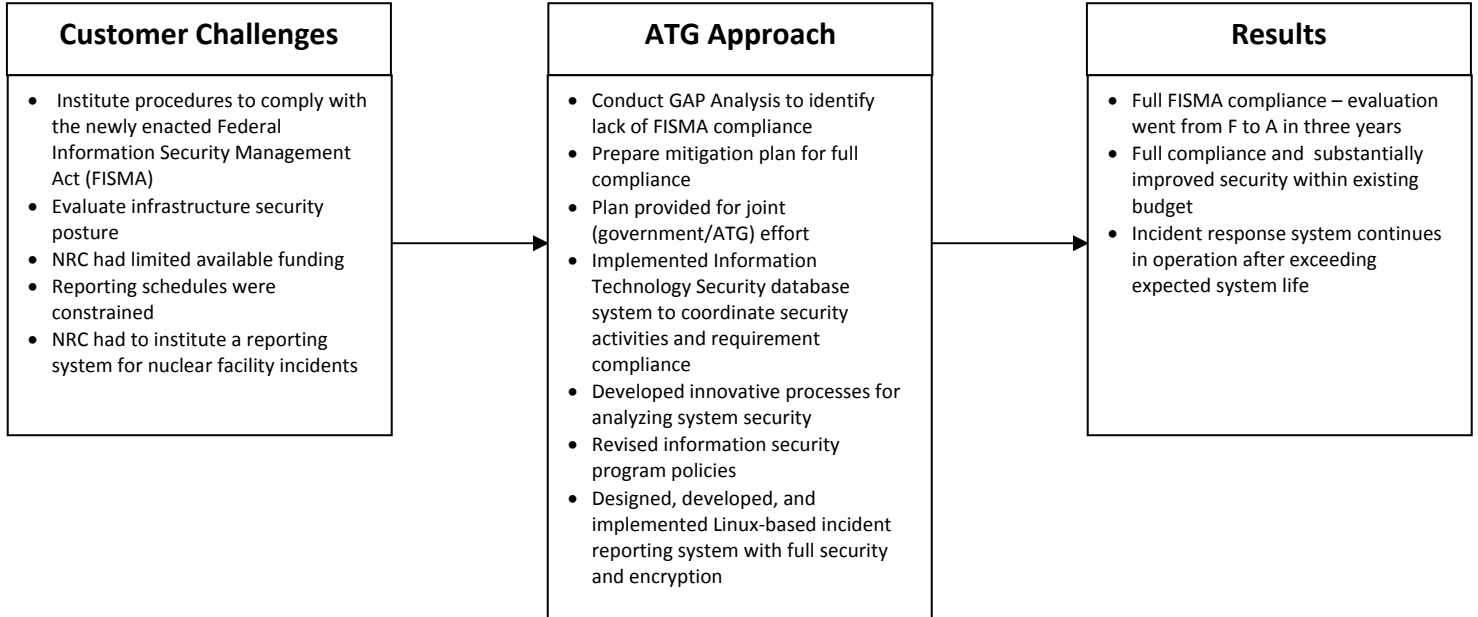 Customer Challenges
• Institute procedures to comply with
the newly enacted Federal
Information Security Management
Act (FISMA)
• Evaluate infrastructure security
posture
• NRC had limited available funding
• Reporting schedules were
constrained
• NRC had to institute a reporting
system for nuclear facility incidents
ATG Approach
• Conduct GAP Analysis to identify
lack of FISMA compliance
• Prepare mitigation plan for full
compliance
• Plan provided for joint
(government/ATG) effort
• Implemented Information
Technology Security database
system to coordinate security
activities and requirement
compliance
• Developed innovative processes for
analyzing system security
• Revised information security
program policies
• Designed, developed, and
implemented Linux-based incident
reporting system with full security
and encryption
Results
• Full FISMA compliance – evaluation
went from F to A in three years
• Full compliance and substantially
improved security within existing
budget
• Incident response system continues
in operation after exceeding
expected system life